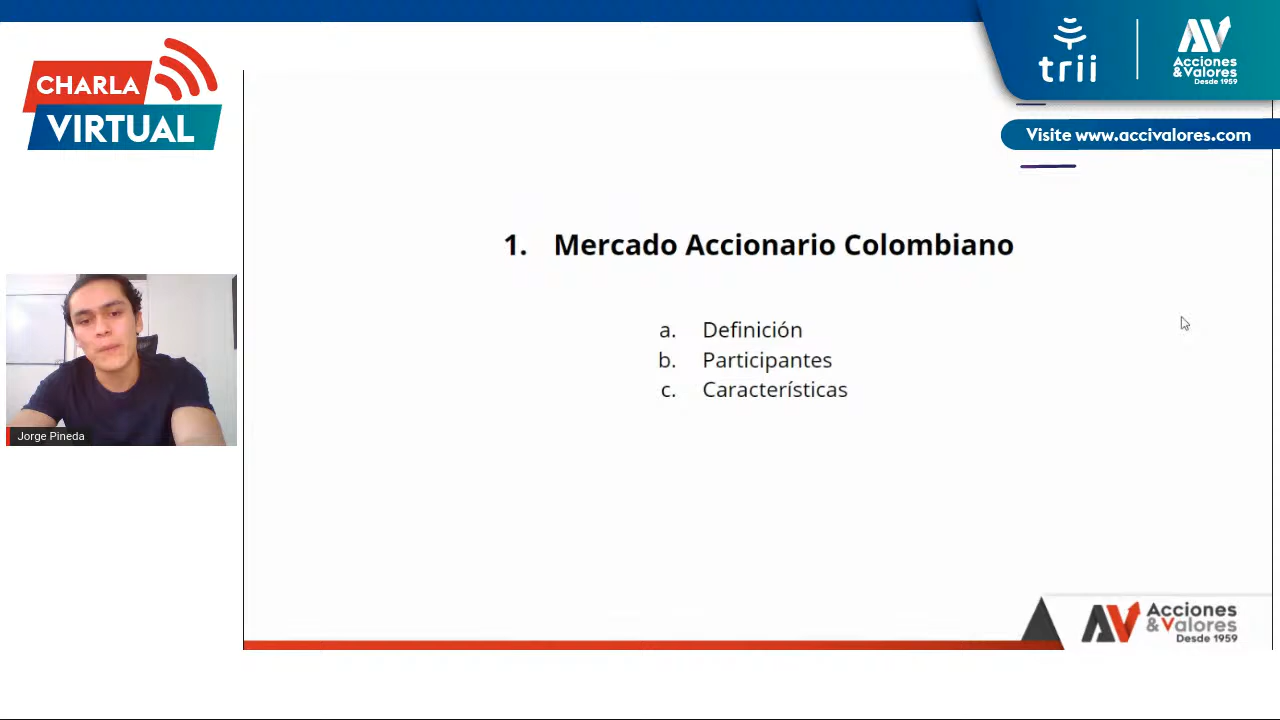 CHARLA
VIRTUAL
trii
AV
Acciones
&Valores
Desde 1959
Visite www.accivalores.com
1. Mercado Accionario Colombiano
a. Definición
b. Participantes
c. Características
Jorge Pineda
AV
Acciones
&Valores
Desde 1959